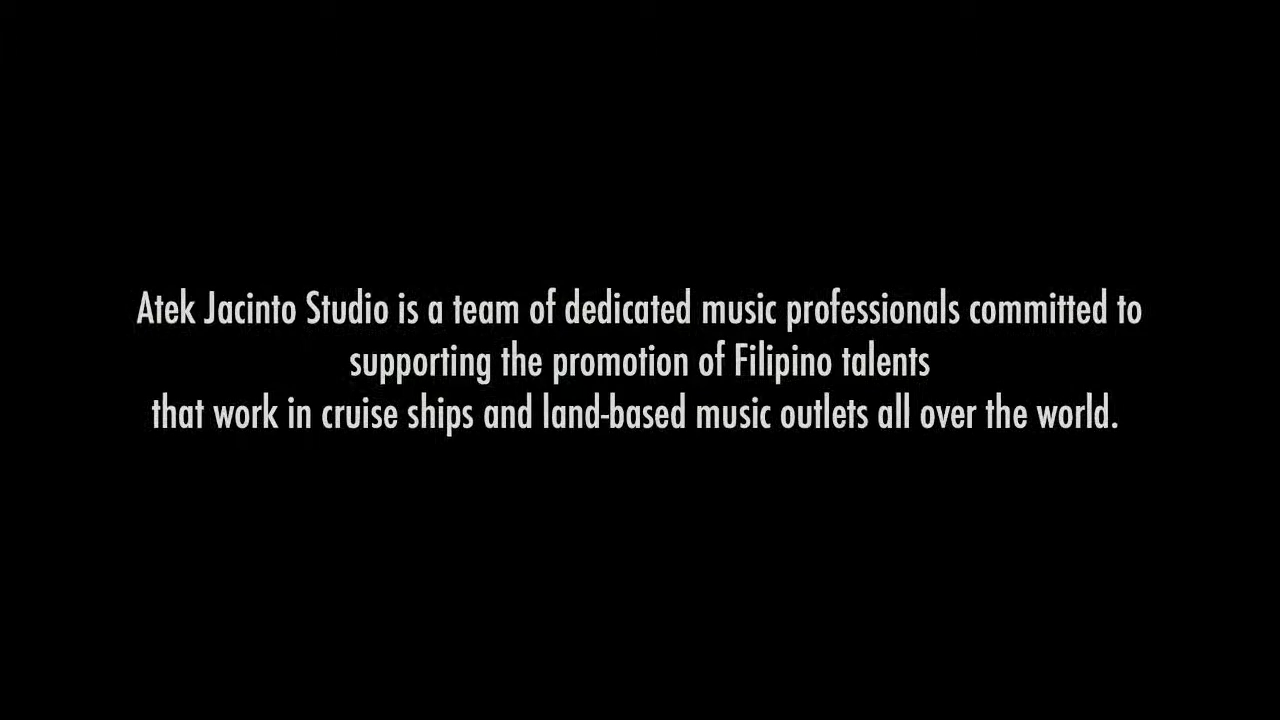 Atek Jacinto Studio is a team of dedicated music professionals committed to
supporting the promotion of Filipino talents
that work in cruise ships and land-based music outlets all over the world.